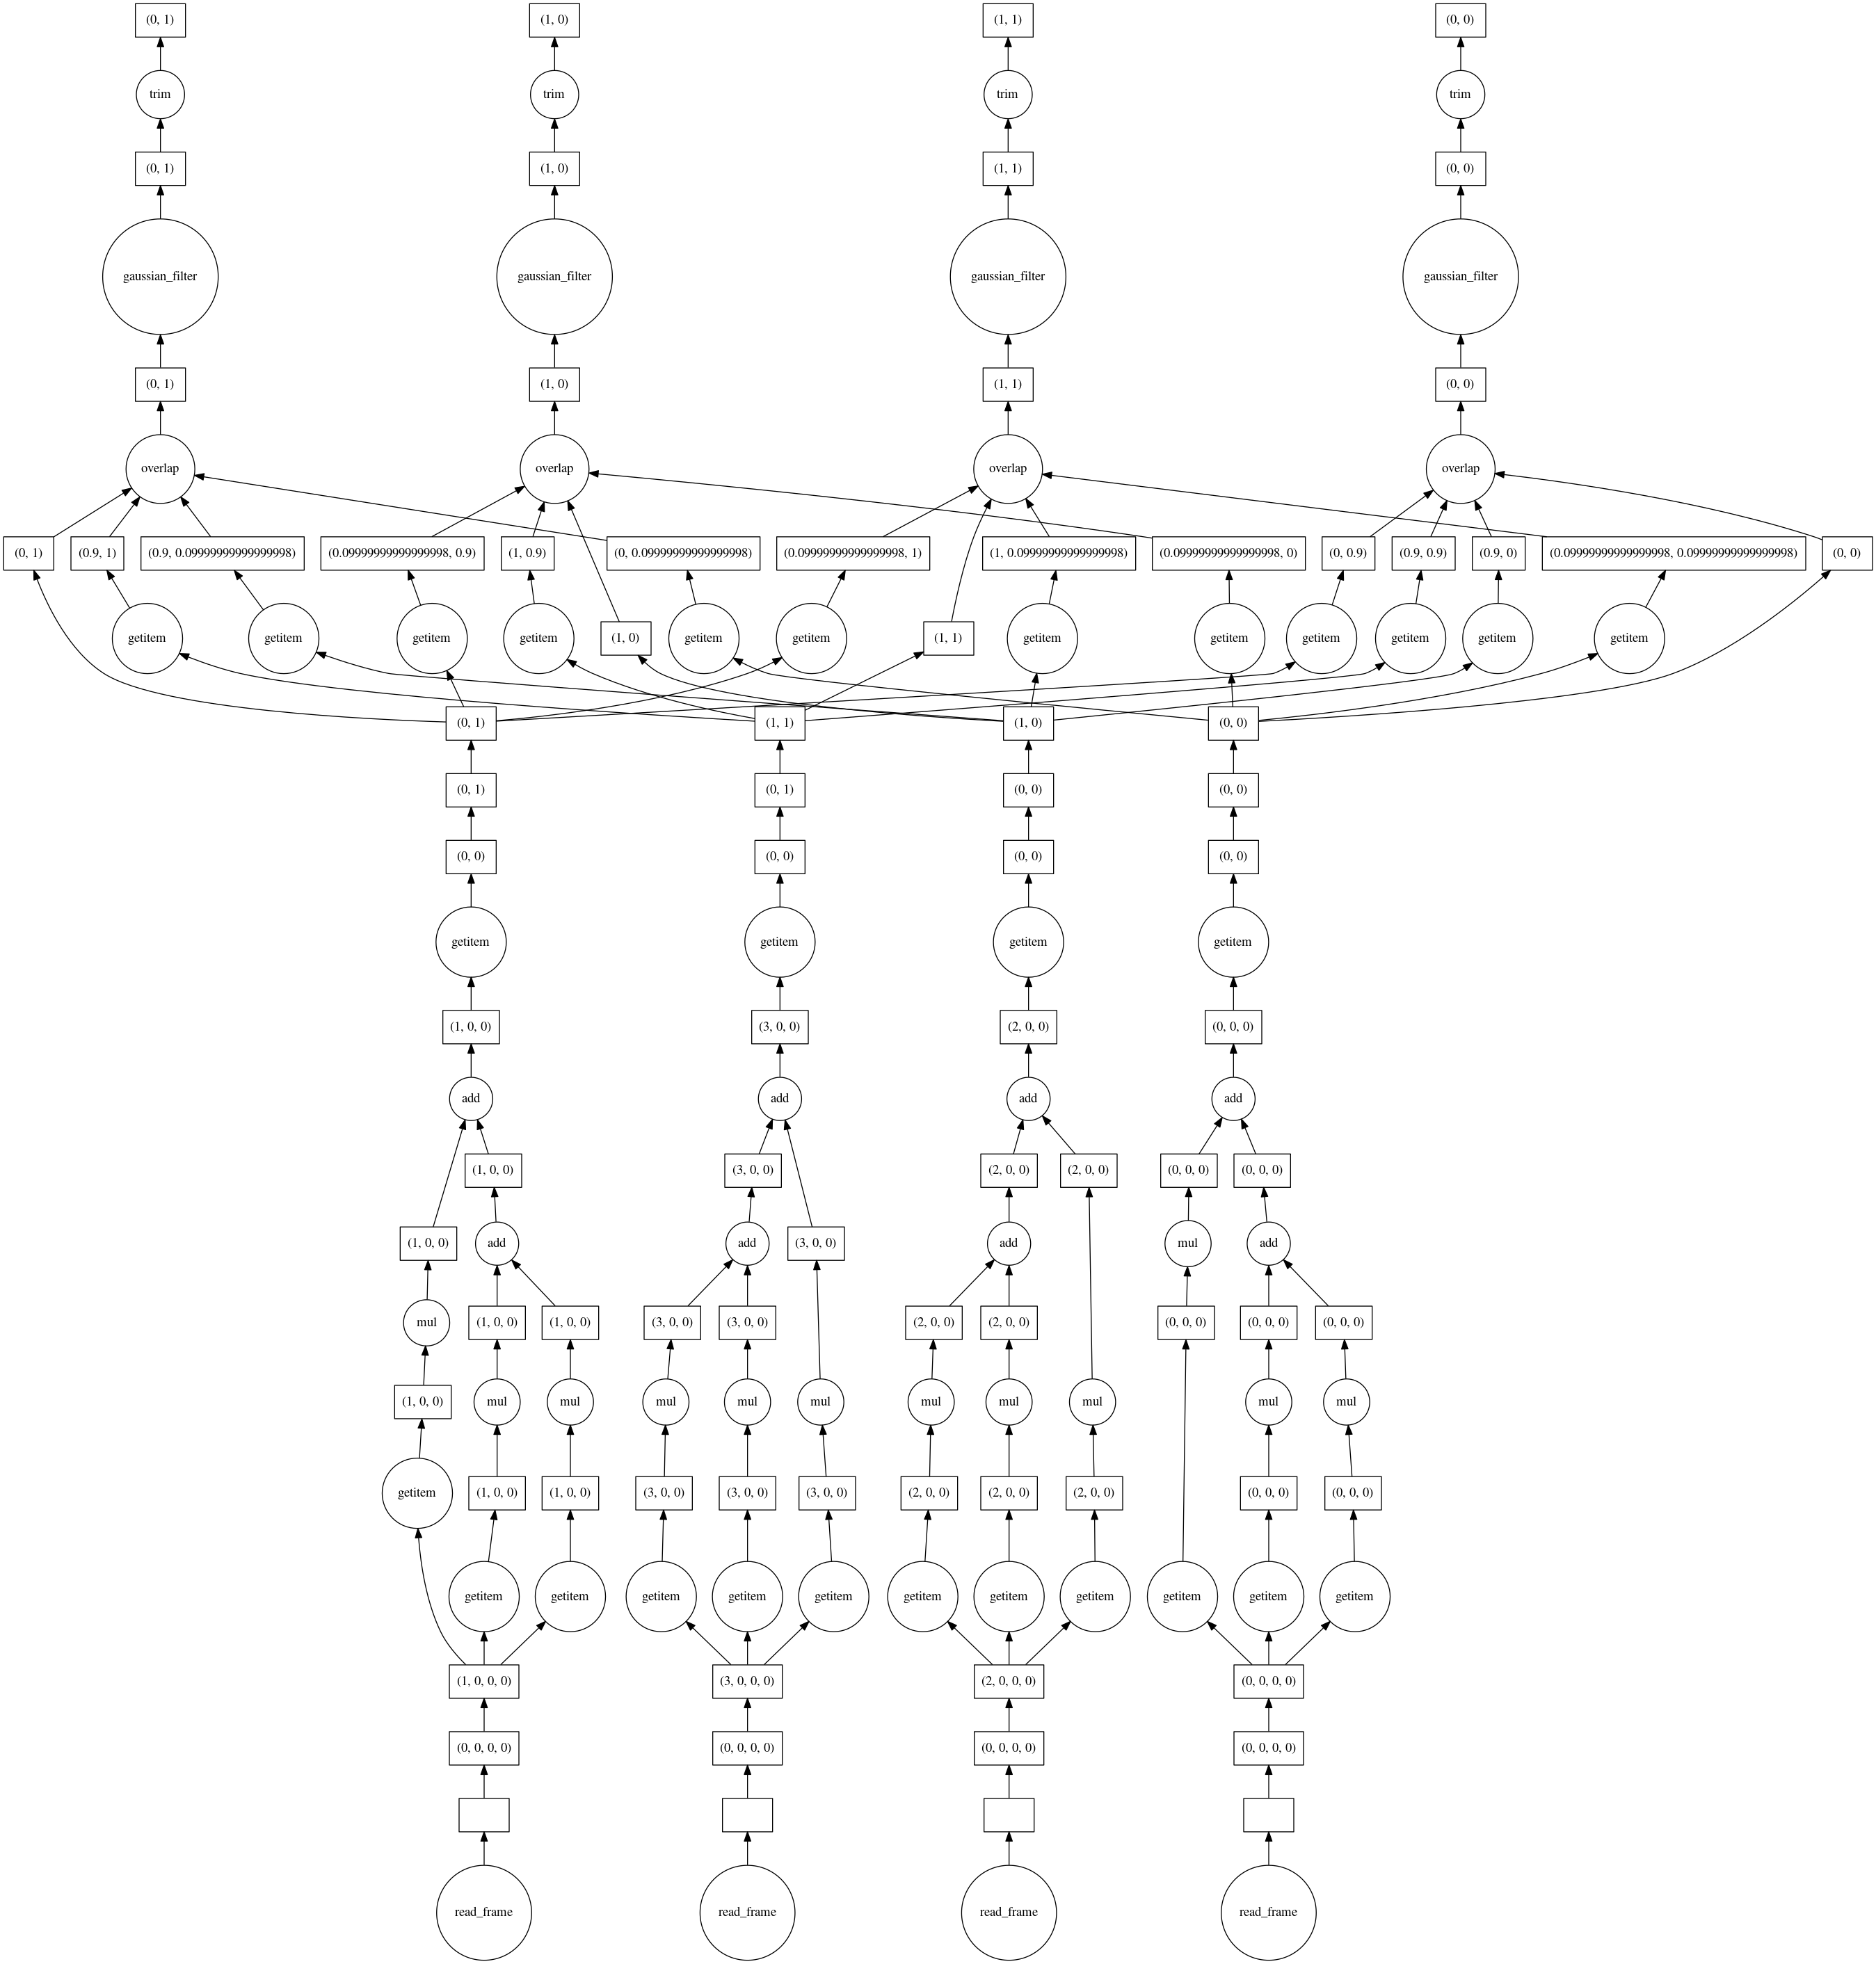 (0, 1)
(1, 0)
(1, 1)
(0, 0)
trim
trim
trim
trim
(0, 1)
(1, 0)
(1, 1)
(0, 0)
gaussian_filter
gaussian_filter
gaussian_filter
gaussian_filter
(0, 1)
(1, 0)
(1, 1)
(0, 0)
overlap
overlap
overlap
overlap
(0, 1)
(0.9, 1)
(0.9, 0.09999999999999998)
(0.09999999999999998, 0.9)
(1, 0.9)
(0, 0.09999999999999998)
(0.09999999999999998, 1)
(1, 0.09999999999999998)
(0.09999999999999998, 0)
(0, 0.9)
(0.9, 0.9)
(0.9, 0)
(0.09999999999999998, 0.09999999999999998)
(0, 0)
getitem
getitem
getitem
getitem
(1, 0)
getitem
getitem
(1, 1)
getitem
getitem
getitem
getitem
getitem
getitem
(0, 1)
(1, 1)
(1, 0)
(0, 0)
(0, 1)
(0, 1)
(0, 0)
(0, 0)
(0, 0)
(0, 0)
(0, 0)
(0, 0)
getitem
getitem
getitem
getitem
(1, 0, 0)
(3, 0, 0)
(2, 0, 0)
(0, 0, 0)
add
add
add
add
(1, 0, 0)
(3, 0, 0)
(2, 0, 0)
(2, 0, 0)
(0, 0, 0)
(0, 0, 0)
(1, 0, 0)
add
add
(3, 0, 0)
add
mul
add
mul
(1, 0, 0)
(1, 0, 0)
(3, 0, 0)
(3, 0, 0)
(2, 0, 0)
(2, 0, 0)
(0, 0, 0)
(0, 0, 0)
(0, 0, 0)
(1, 0, 0)
mul
mul
mul
mul
mul
mul
mul
mul
mul
mul
getitem
(1, 0, 0)
(1, 0, 0)
(3, 0, 0)
(3, 0, 0)
(3, 0, 0)
(2, 0, 0)
(2, 0, 0)
(2, 0, 0)
(0, 0, 0)
(0, 0, 0)
getitem
getitem
getitem
getitem
getitem
getitem
getitem
getitem
getitem
getitem
getitem
(1, 0, 0, 0)
(3, 0, 0, 0)
(2, 0, 0, 0)
(0, 0, 0, 0)
(0, 0, 0, 0)
(0, 0, 0, 0)
(0, 0, 0, 0)
(0, 0, 0, 0)
read_frame
read_frame
read_frame
read_frame